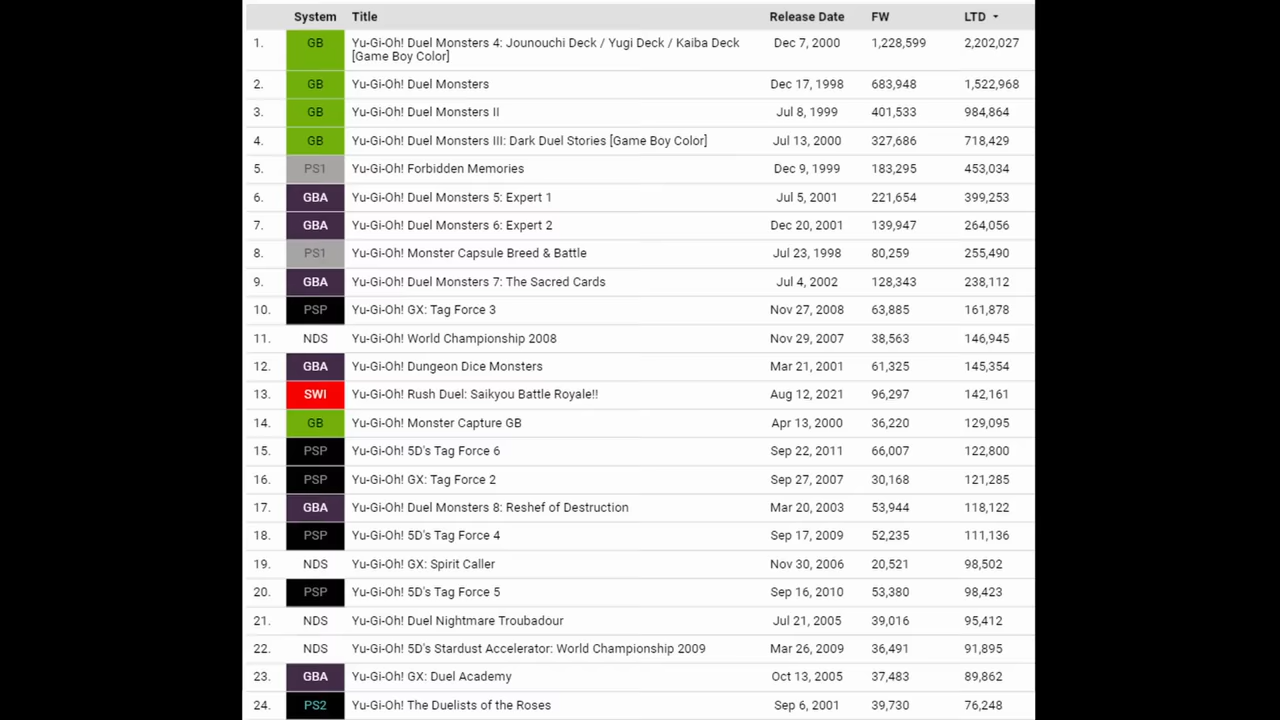 System Title Release Date FW LTD
1. GB Yu-Gi-Oh! Duel Monsters 4: Jounouchi Deck / Yugi Deck / Kaiba Deck Dec 7, 2000 1,228,599 2,202,027
[Game Boy Color]
2. GB Yu-Gi-Oh! Duel Monsters Dec 17, 1998 683,948 1,522,968
3. GB Yu-Gi-Oh! Duel Monsters II Jul 8, 1999 401,533 984,864
4. GB Yu-Gi-Oh! Duel Monsters III: Dark Duel Stories [Game Boy Color] Jul 13, 2000 327,686 718,429
5. PS1 Yu-Gi-Oh! Forbidden Memories Dec 9, 1999 183,295 453,034
6. GBA Yu-Gi-Oh! Duel Monsters 5: Expert 1 Jul 5, 2001 221,654 399,253
7. GBA Yu-Gi-Oh! Duel Monsters 6: Expert 2 Dec 20, 2001 139,947 264,056
8. PS1 Yu-Gi-Oh! Monster Capsule Breed & Battle Jul 23, 1998 80,259 255,490
9. GBA Yu-Gi-Oh! Duel Monsters 7: The Sacred Cards Jul 4, 2002 128,343 238,112
10. PSP Yu-Gi-Oh! GX: Tag Force 3 Nov 27, 2008 63,885 161,878
11. NDS Yu-Gi-Oh! World Championship 2008 Nov 29, 2007 38,563 146,945
12. GBA Yu-Gi-Oh! Dungeon Dice Monsters Mar 21, 2001 61,325 145,354
13. SWI Yu-Gi-Oh! Rush Duel: Saikyou Battle Royale!! Aug 12, 2021 96,297 142,161
14. GB Yu-Gi-Oh! Monster Capture GB Apr 13, 2000 36,220 129,095
15. PSP Yu-Gi-Oh! 5D's Tag Force 6 Sep 22, 2011 66,007 122,800
16. PSP Yu-Gi-Oh! GX: Tag Force 2 Sep 27, 2007 30,168 121,285
17. GBA Yu-Gi-Oh! Duel Monsters 8: Reshef of Destruction Mar 20, 2003 53,944 118,122
18. PSP Yu-Gi-Oh! 5D's Tag Force 4 Sep 17, 2009 52,235 111,136
19. NDS Yu-Gi-Oh! GX: Spirit Caller Nov 30, 2006 20,521 98,502
20. PSP Yu-Gi-Oh! 5D's Tag Force 5 Sep 16, 2010 53,380 98,423
21. NDS Yu-Gi-Oh! Duel Nightmare Troubadour Jul 21, 2005 39,016 95,412
22. NDS Yu-Gi-Oh! 5D's Stardust Accelerator: World Championship 2009 Mar 26, 2009 36,491 91,895
23. GBA Yu-Gi-Oh! GX: Duel Academy Oct 13, 2005 37,483 89,862
24. PS2 Yu-Gi-Oh! The Duelists of the Roses Sep 6, 2001 39,730 76,248